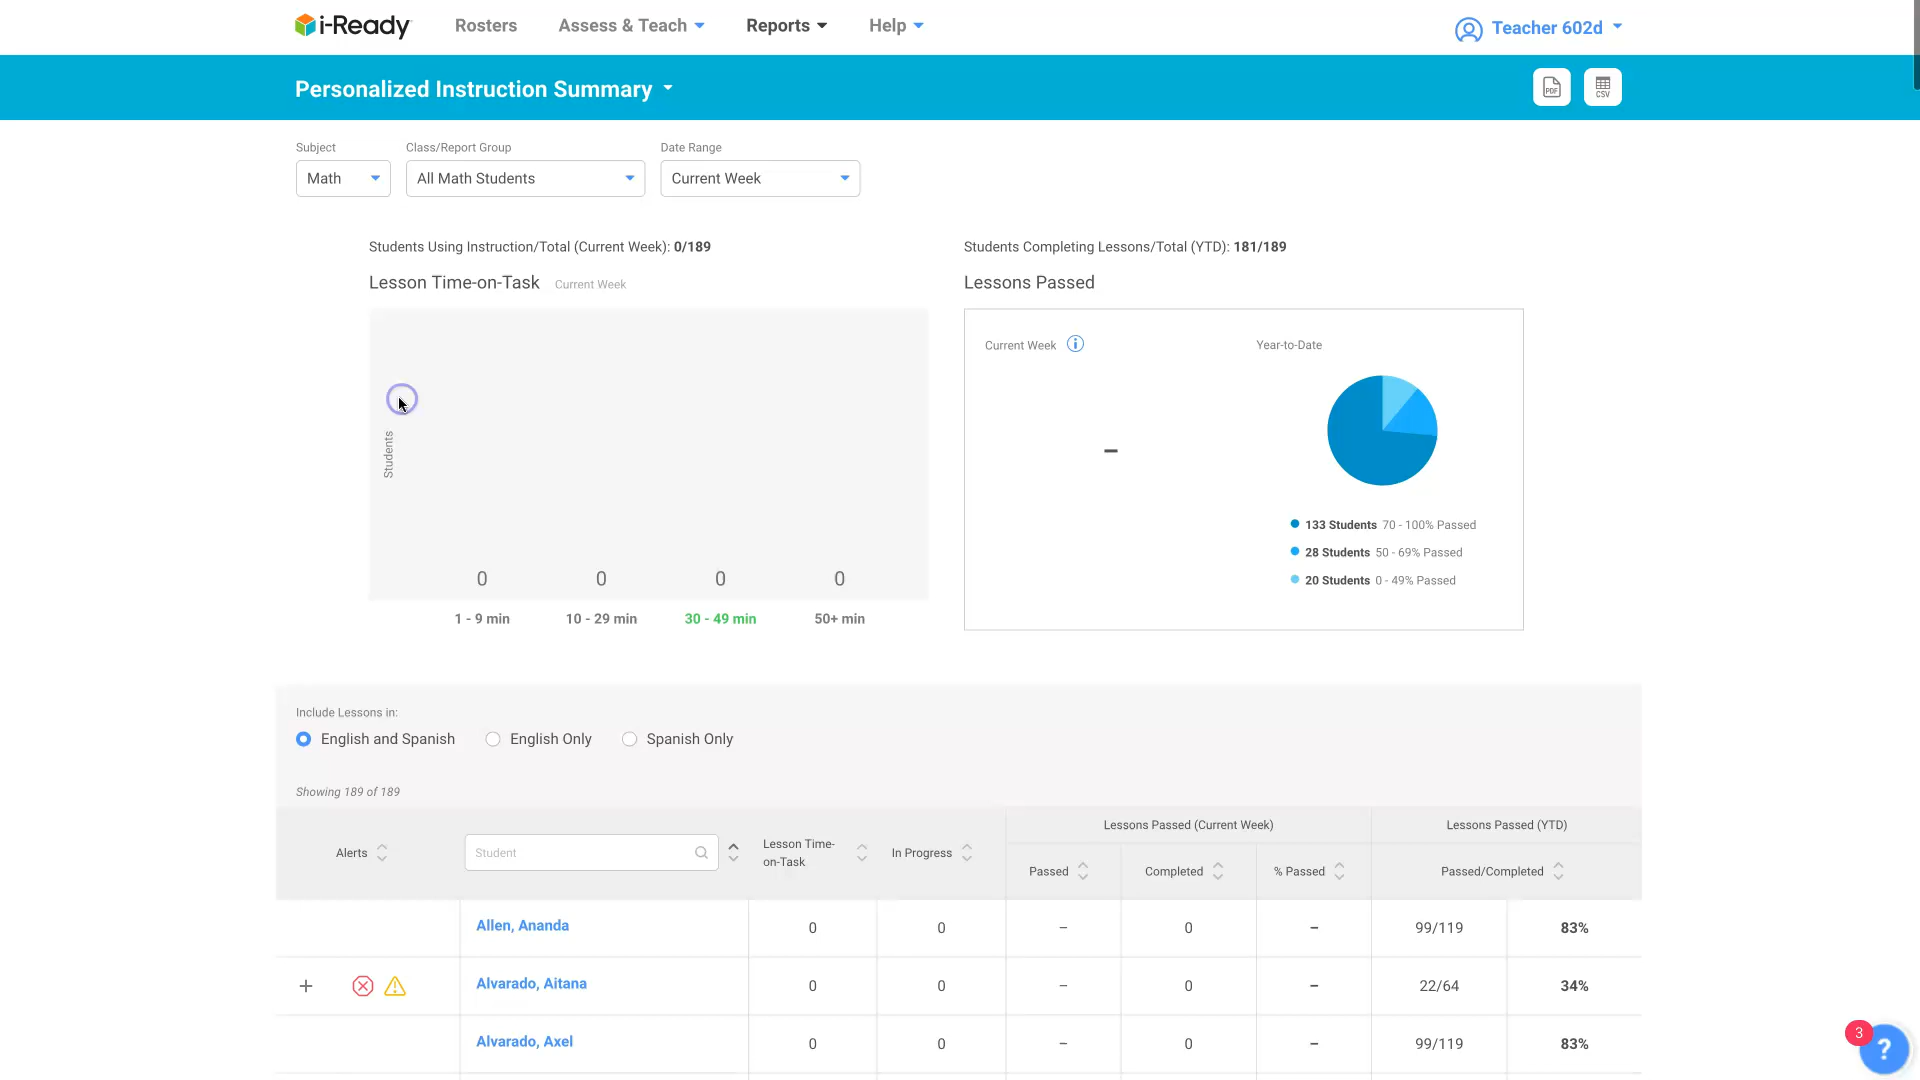 i-Ready
Rosters
Assess & Teach
Reports
Help
Teacher 602d
Personalized Instruction Summary
PDF
CSV
Subject
Class/Report Group
Date Range
Math
All Math Students
Current Week
Students Using Instruction/Total (Current Week): 0/189
Students Completing Lessons/Total (YTD): 181/189
Lesson Time-on-Task Current Week
Lessons Passed
Students
0 0 0 0
1 - 9 min 10 - 29 min 30 - 49 min 50+ min
Current Week
Year-to-Date
–
133 Students 70 - 100% Passed
28 Students 50 - 69% Passed
20 Students 0 - 49% Passed
Include Lessons in:
English and Spanish English Only Spanish Only
Showing 189 of 189
Alerts
Student
Lesson Time-
on-Task
In Progress
Lessons Passed (Current Week)
Passed Completed % Passed
Lessons Passed (YTD)
Passed/Completed
Allen, Ananda 0 0 – 0 – 99/119 83%
+ Alvarado, Aitana 0 0 – 0 – 22/64 34%
Alvarado, Axel 0 0 – 0 – 99/119 83%
3
?